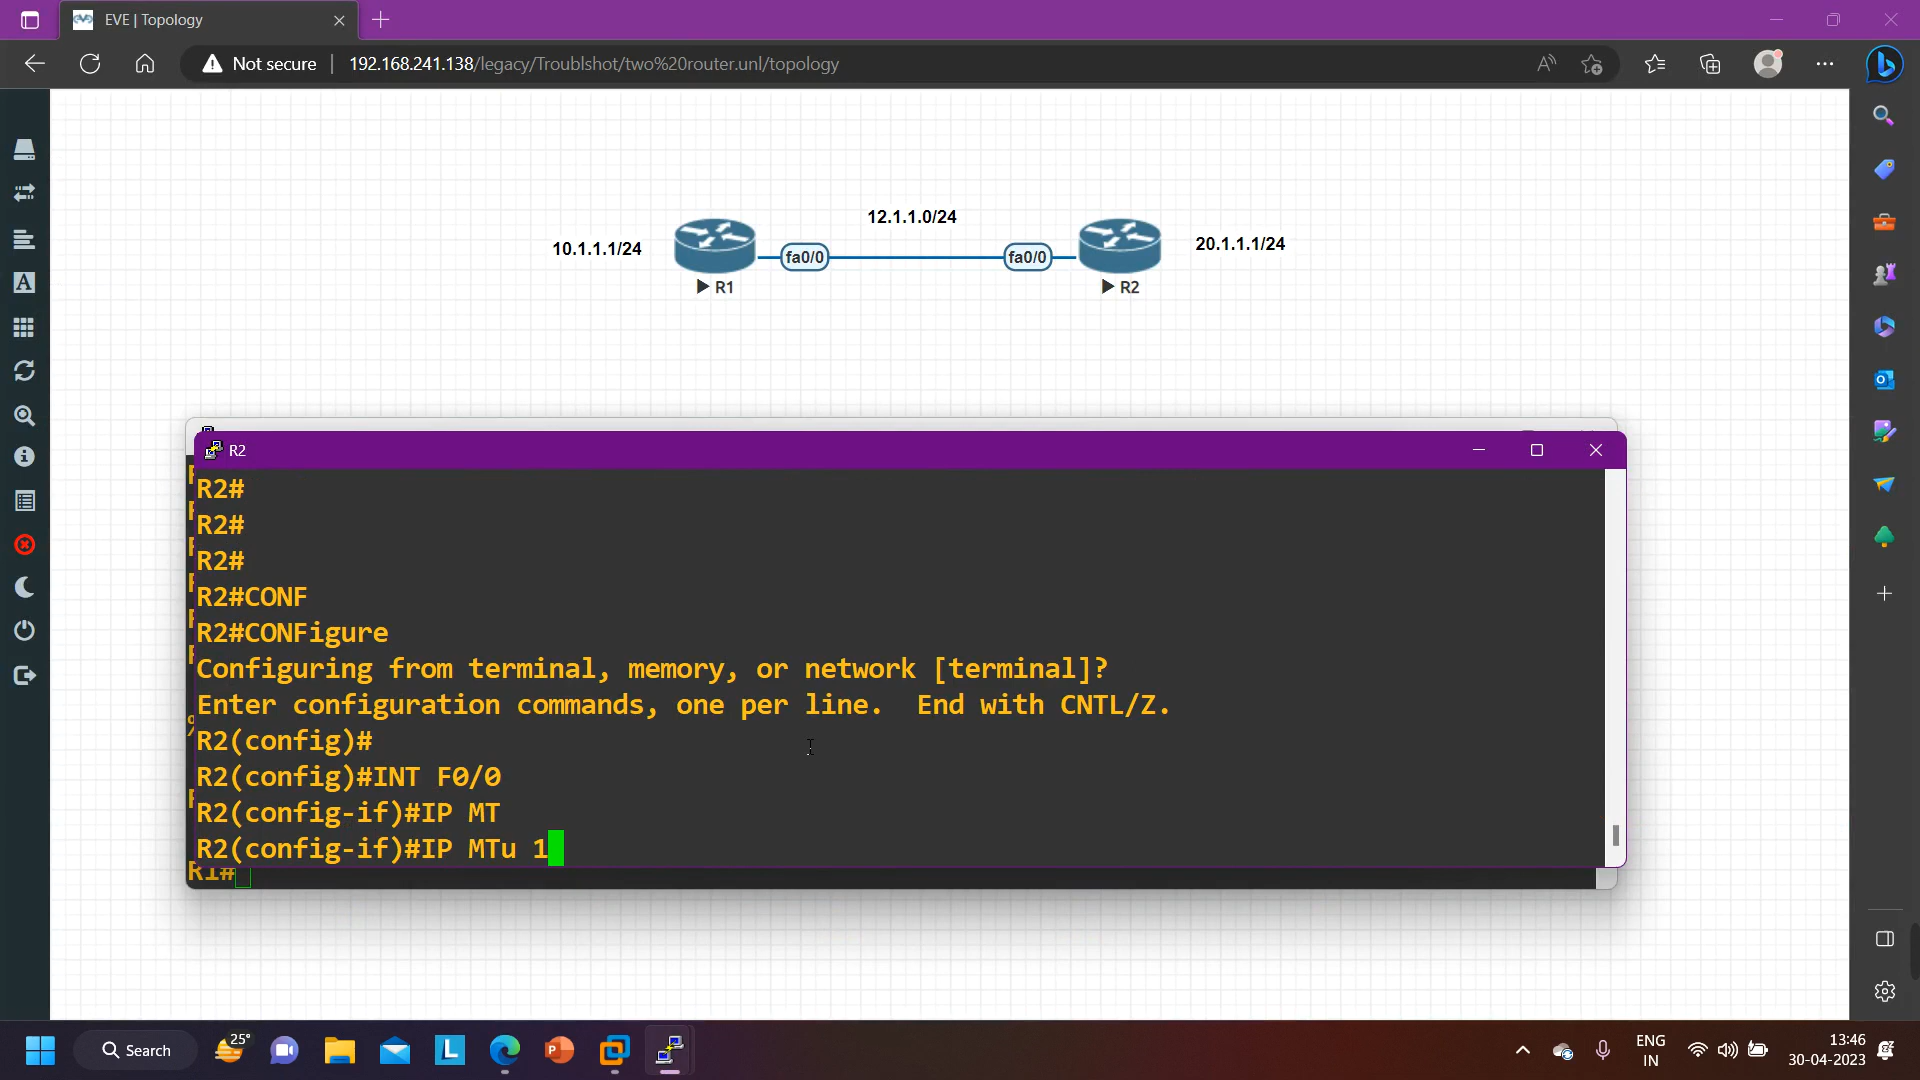 EVE | Topology
Not secure
192.168.241.138/legacy/Troublshot/two%20router.unl/topology
12.1.1.0/24
10.1.1.1/24
fa0/0
fa0/0
20.1.1.1/24
R1
R2
R2
R2#
R2#
R2#
R2#CONF
R2#CONFigure
Configuring from terminal, memory, or network [terminal]?
Enter configuration commands, one per line.  End with CNTL/Z.
R2(config)#
R2(config)#INT F0/0
R2(config-if)#IP MT
R2(config-if)#IP MTu 1
R1#
Search
25°
ENG
IN
13:46
30-04-2023